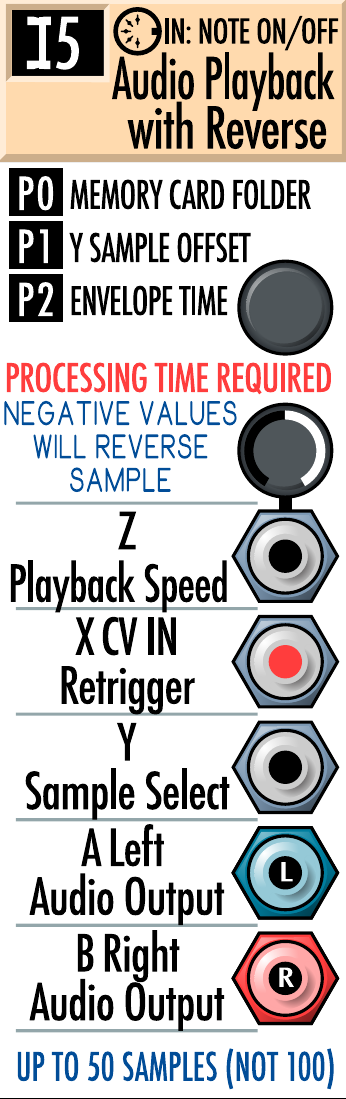 I5
IN: NOTE ON/OFF
Audio Playback
with Reverse
P0 MEMORY CARD FOLDER
P1 Y SAMPLE OFFSET
P2 ENVELOPE TIME
PROCESSING TIME REQUIRED
NEGATIVE VALUES
WILL REVERSE
SAMPLE
Z
Playback Speed
X CV IN
Retrigger
Y
Sample Select
A Left
Audio Output
L
B Right
Audio Output
R
UP TO 50 SAMPLES (NOT 100)